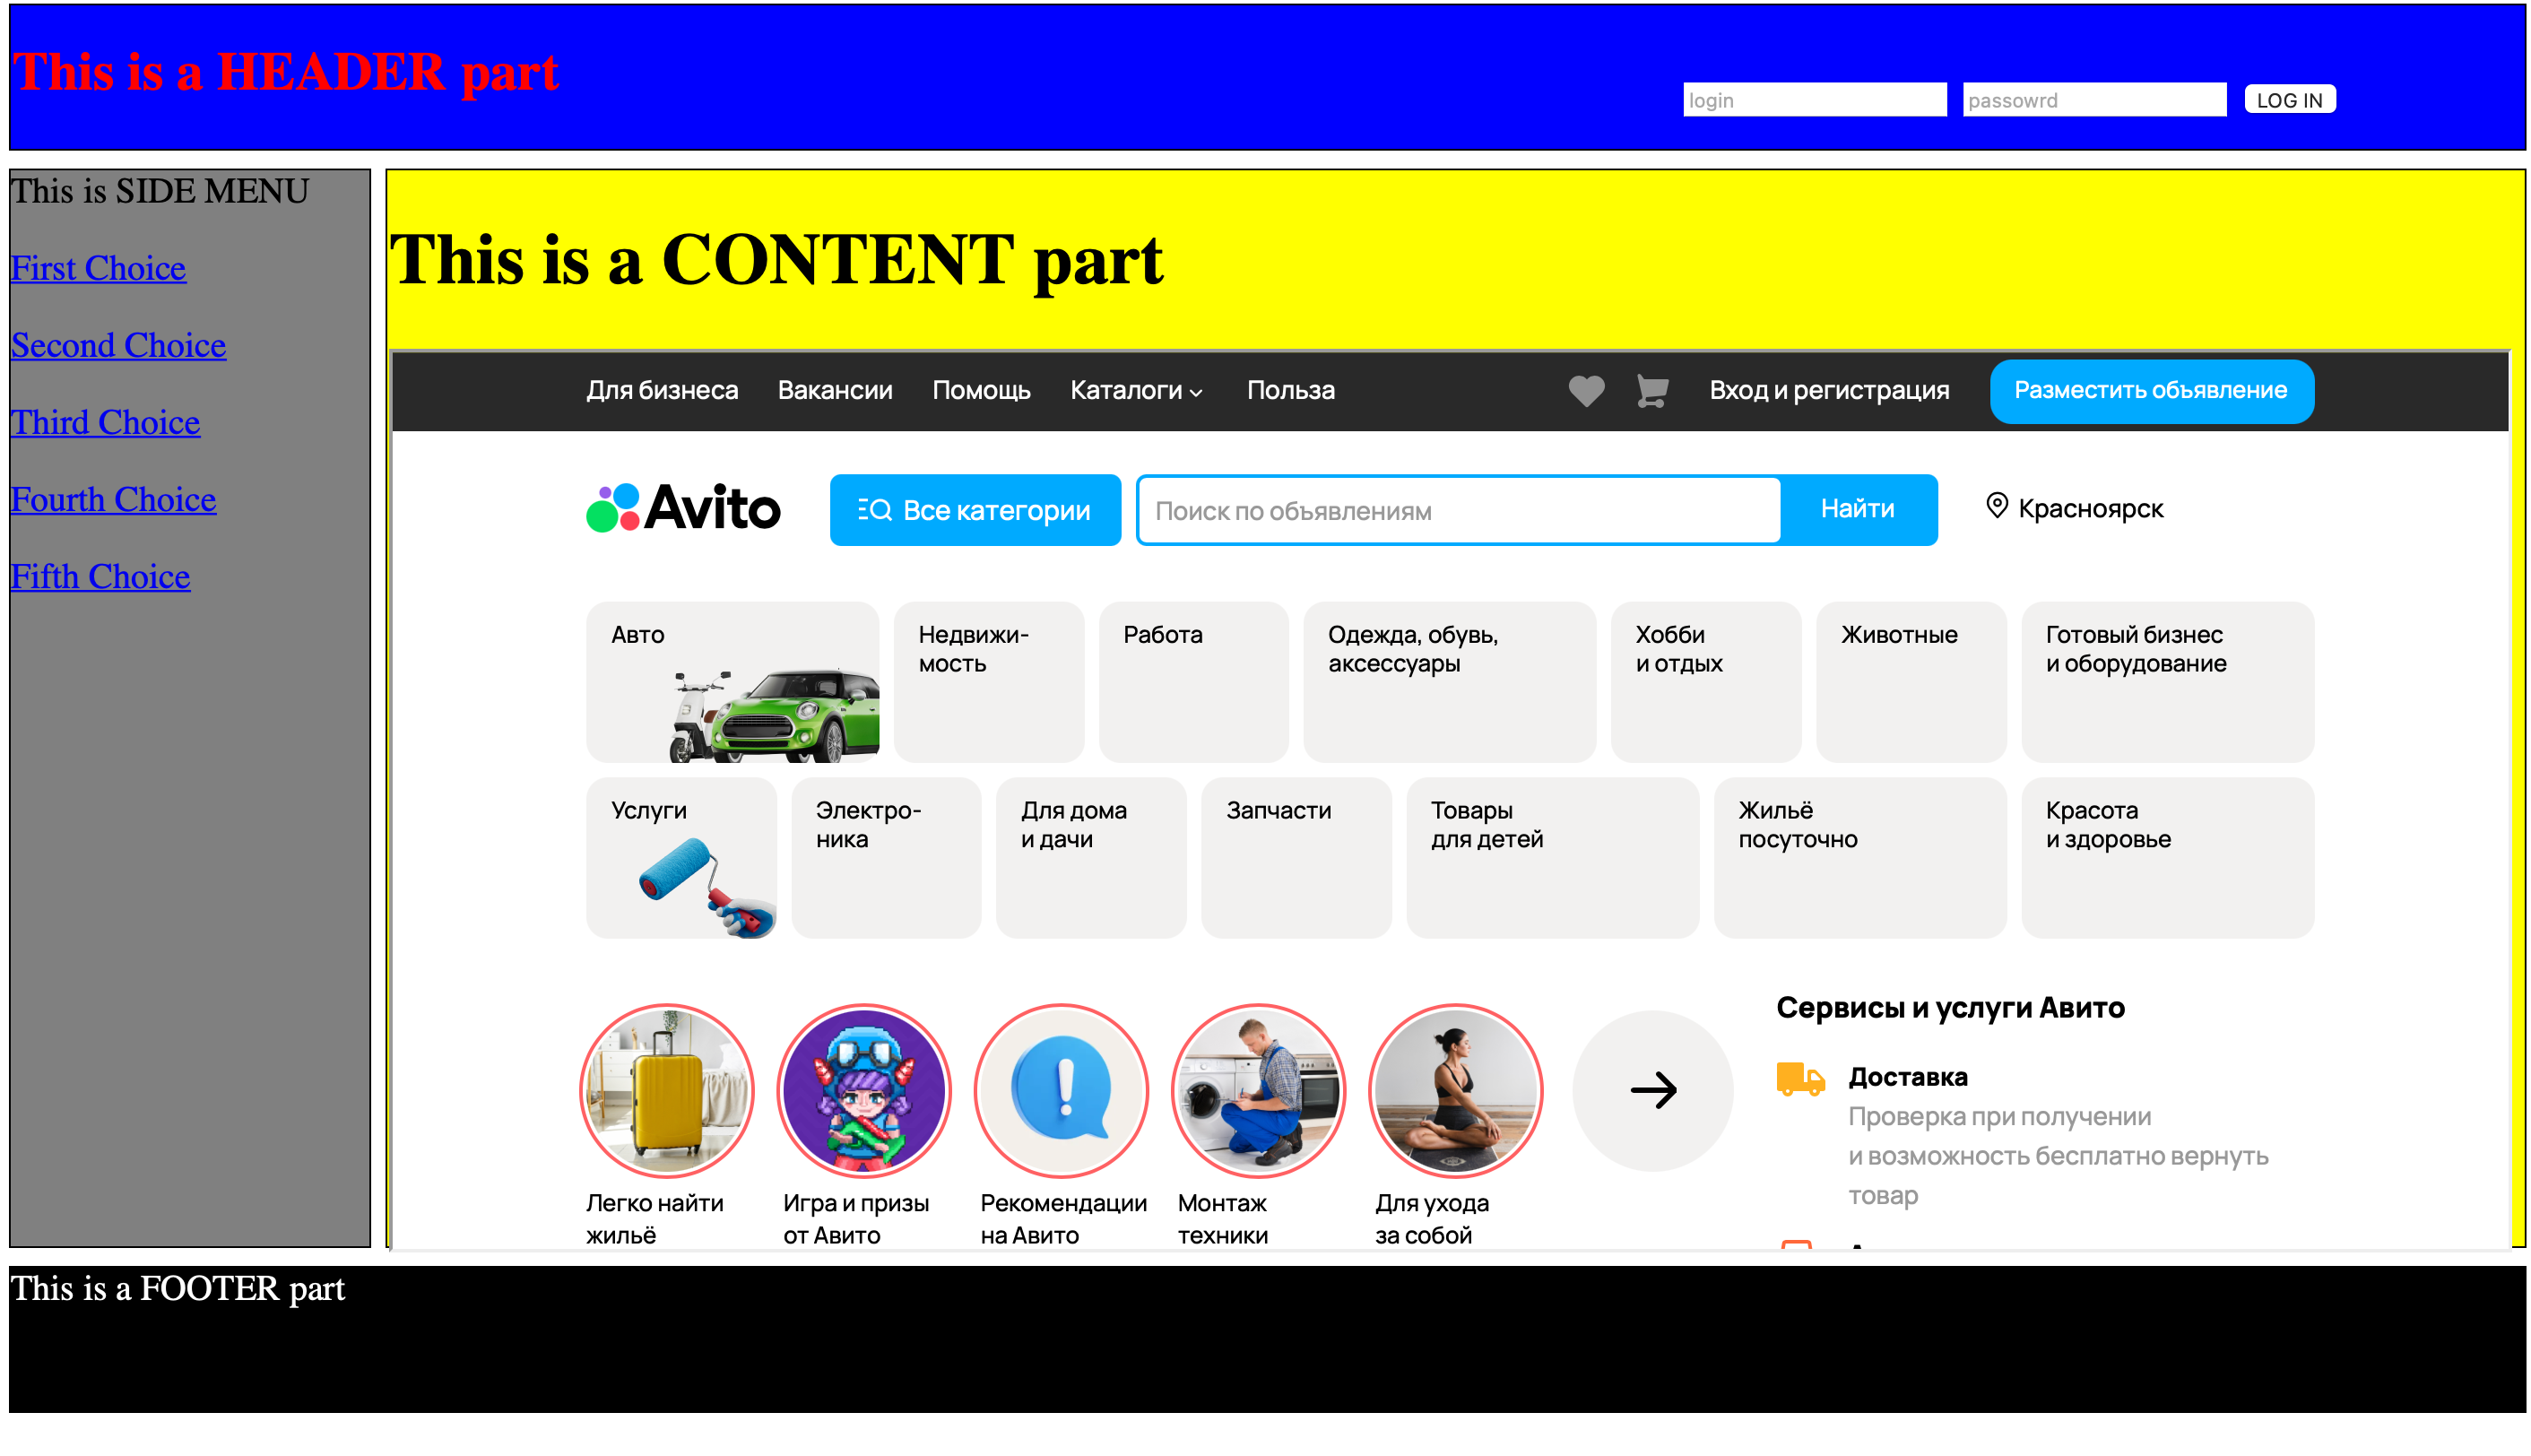 This is a HEADER part
login
passowrd
LOG IN
This is SIDE MENU
First Choice
Second Choice
Third Choice
Fourth Choice
Fifth Choice
This is a CONTENT part
Для бизнеса
Вакансии
Помощь
Каталоги
Польза
Вход и регистрация
Разместить объявление
Avito
Все категории
Поиск по объявлениям
Найти
Красноярск
Авто
Недвижи-
мость
Работа
Одежда, обувь,
аксессуары
Хобби
и отдых
Животные
Готовый бизнес
и оборудование
Услуги
Электро-
ника
Для дома
и дачи
Запчасти
Товары
для детей
Жильё
посуточно
Красота
и здоровье
Легко найти
жильё
Игра и призы
от Авито
Рекомендации
на Авито
Монтаж
техники
Для ухода
за собой
Сервисы и услуги Авито
Доставка
Проверка при получении
и возможность бесплатно вернуть
товар
This is a FOOTER part